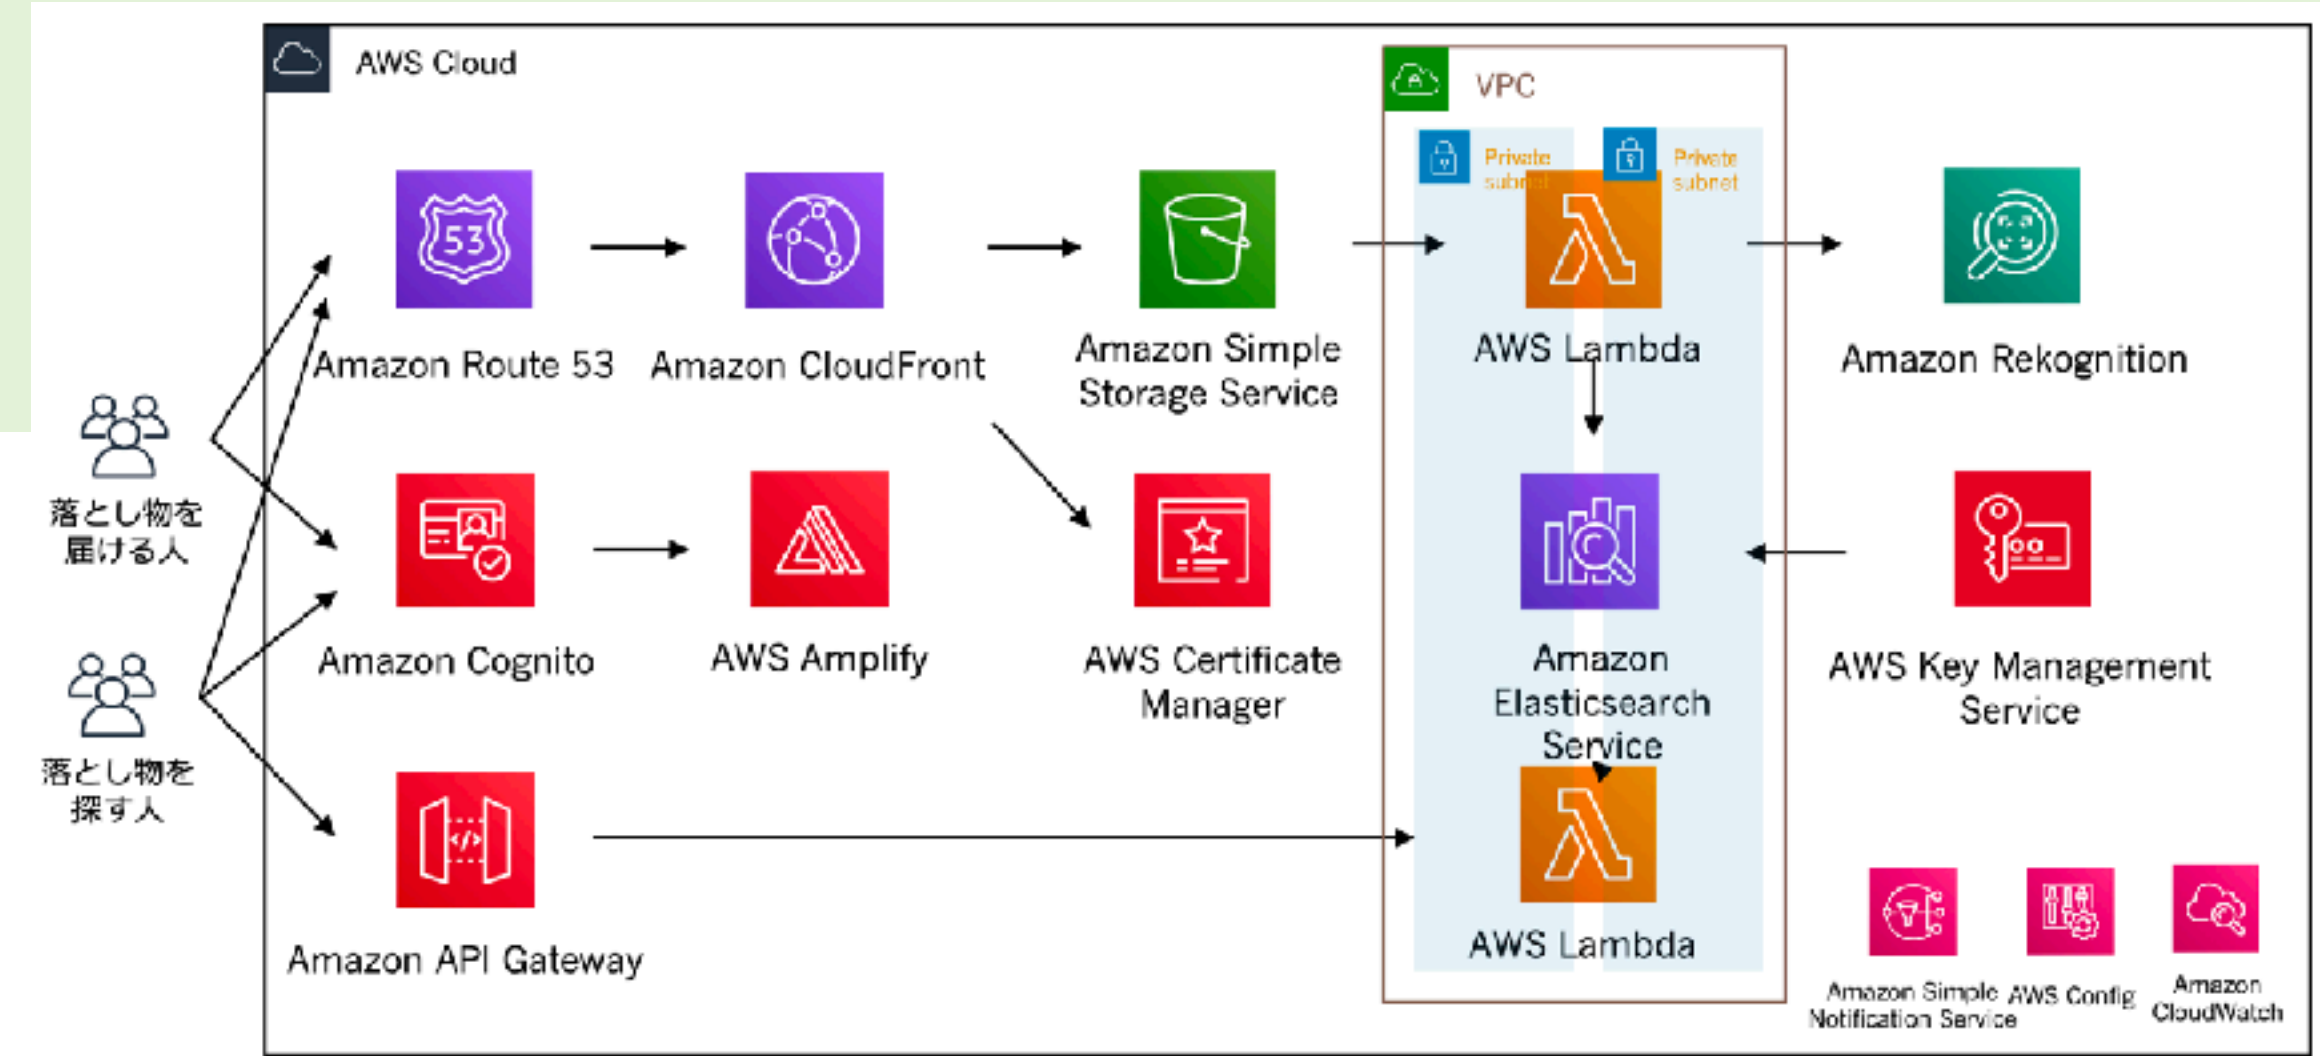 AWS Cloud
VPC
Private
subnet
Private
subnet
53
Amazon Route 53
Amazon CloudFront
Amazon Simple
Storage Service
AWS Lambda
Amazon Rekognition
落とし物を
届ける人
Amazon Cognito
AWS Amplify
AWS Certificate
Manager
Amazon
Elasticsearch
Service
AWS Key Management
Service
落とし物を
探す人
</>
Amazon API Gateway
AWS Lambda
Amazon Simple
Notification Service
AWS Config
Amazon
CloudWatch